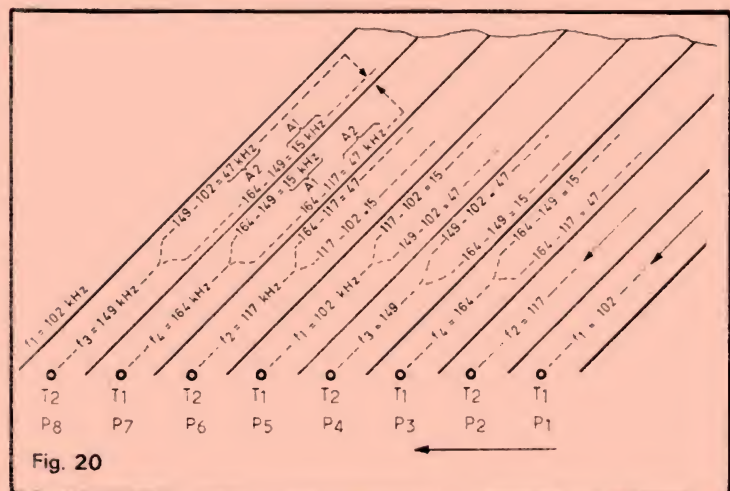 f1 = 102 kHz
149 - 102 = 47 kHz
A2
164 - 149 = 15 kHz
A1
f3 = 149 kHz
164 - 149 = 15 kHz
A1
164 - 117 = 47 kHz
A2
f4 = 164 kHz
164 - 117 = 47
117 - 102 = 15
f2 = 117 kHz
117 - 102 = 15
149 - 102 = 47
f1 = 102 kHz
149 - 102 = 47
164 - 149 = 15
f3 = 149
164 - 149 = 15
164 - 117 = 47
f4 = 164
f2 = 117
f1 = 102
T2 T1 T2 T1 T2 T1 T2 T1
P8 P7 P6 P5 P4 P3 P2 P1
Fig. 20